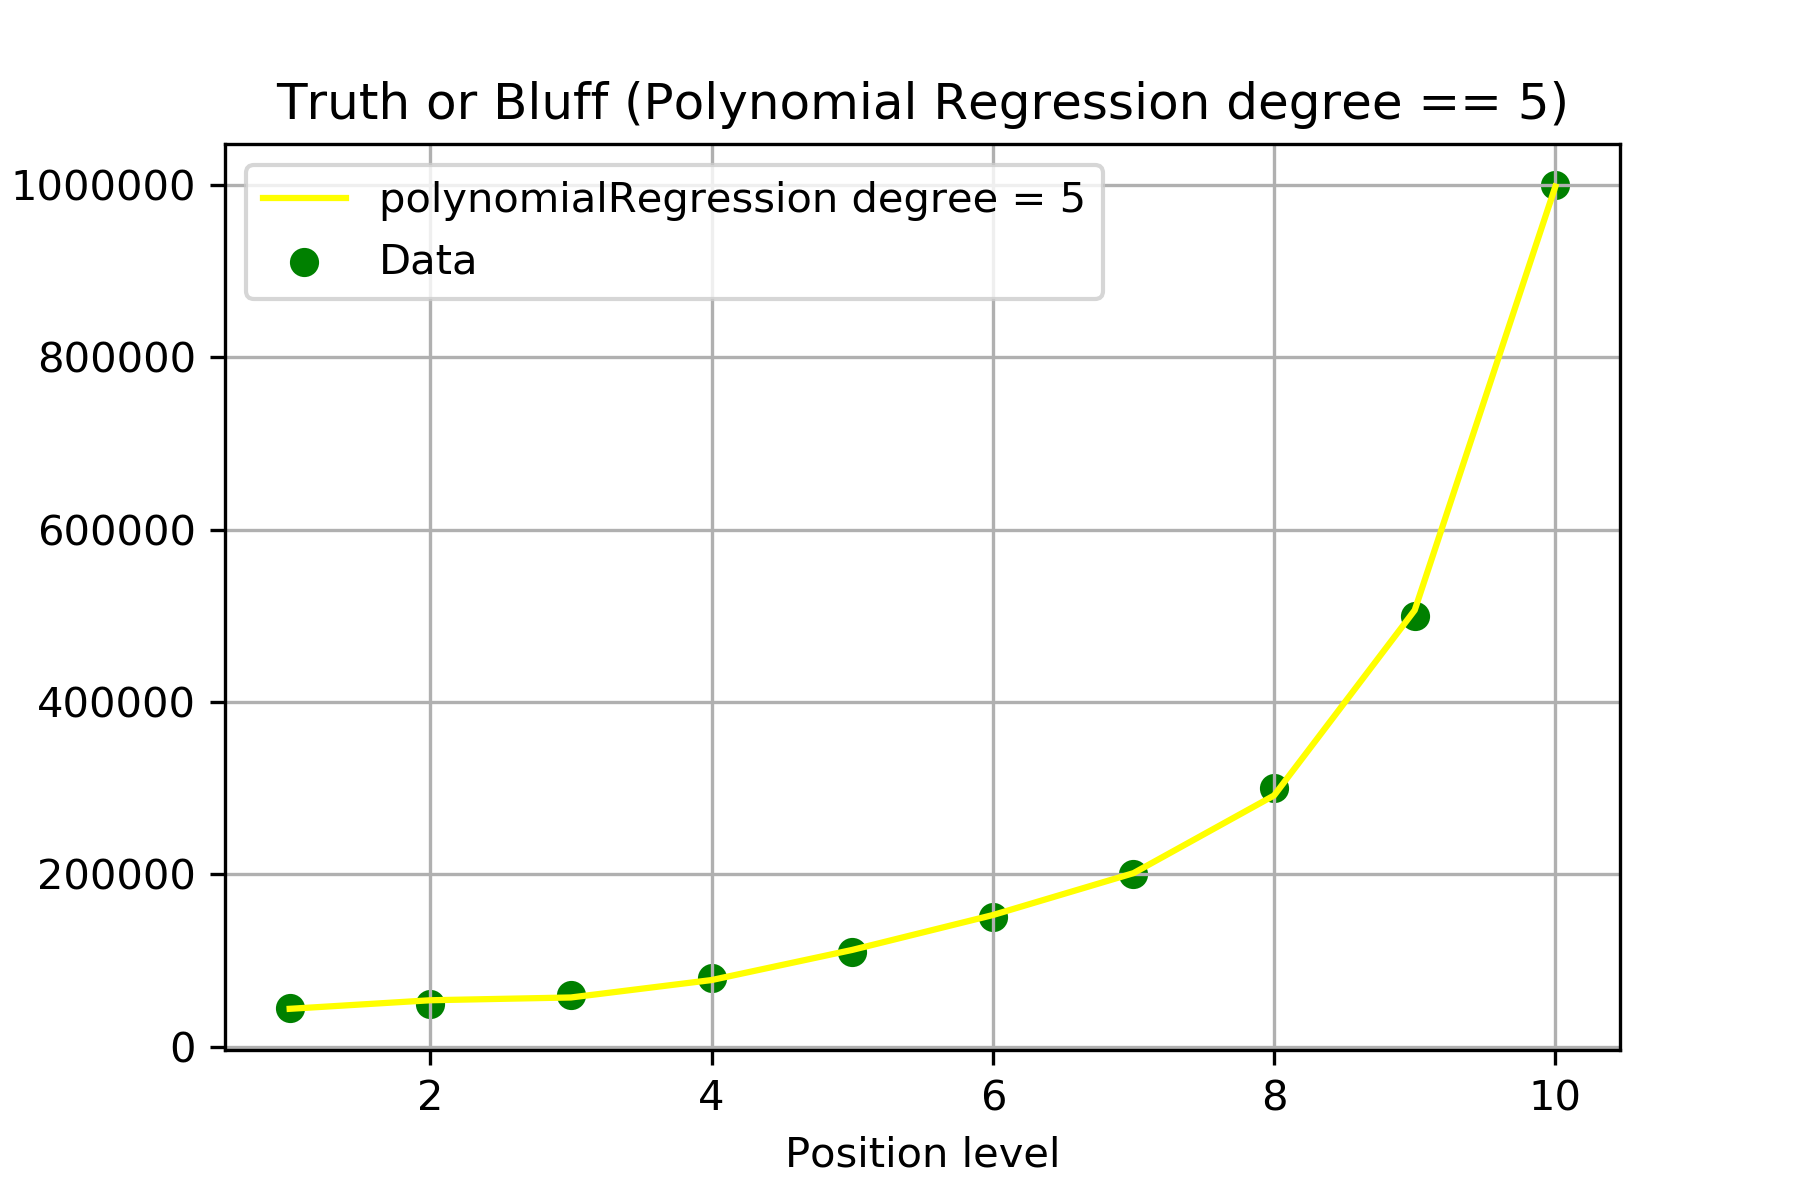 Truth or Bluff (Polynomial Regression degree == 5)
polynomialRegression degree = 5
Data
1000000
800000
600000
400000
200000
0
2 4 6 8 10
Position level